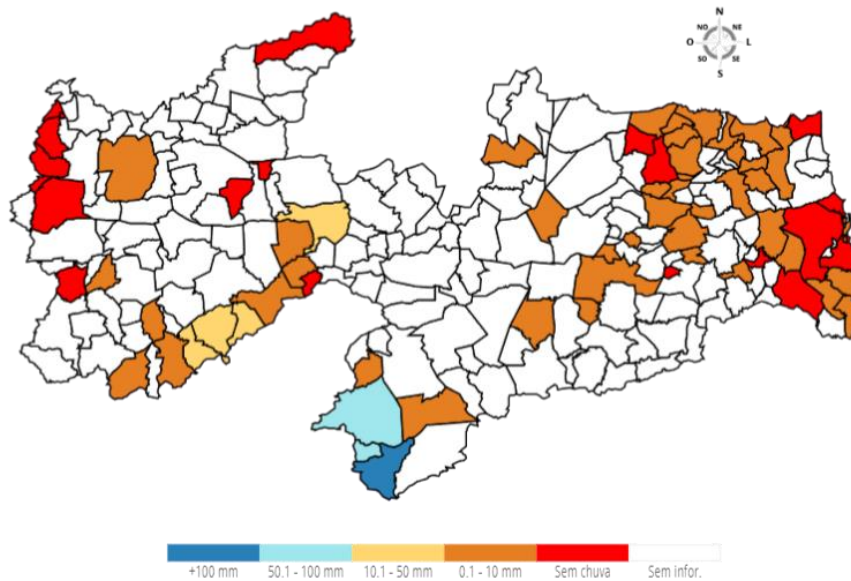 N
NO NE
O L
SO SE
S
+100 mm 50.1 - 100 mm 10.1 - 50 mm 0.1 - 10 mm Sem chuva Sem infor.